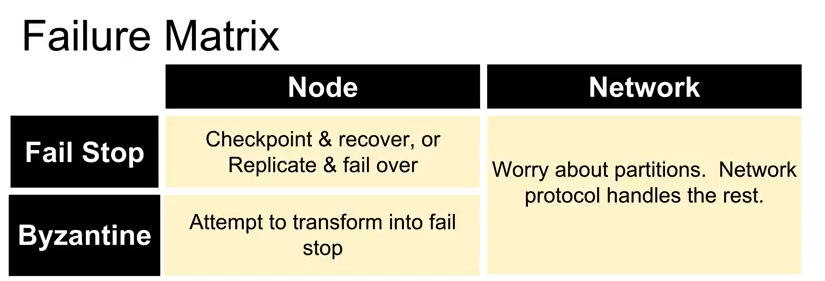 Failure Matrix
Node
Network
Fail Stop
Checkpoint & recover, or
Replicate & fail over
Worry about partitions.  Network
protocol handles the rest.
Byzantine
Attempt to transform into fail
stop